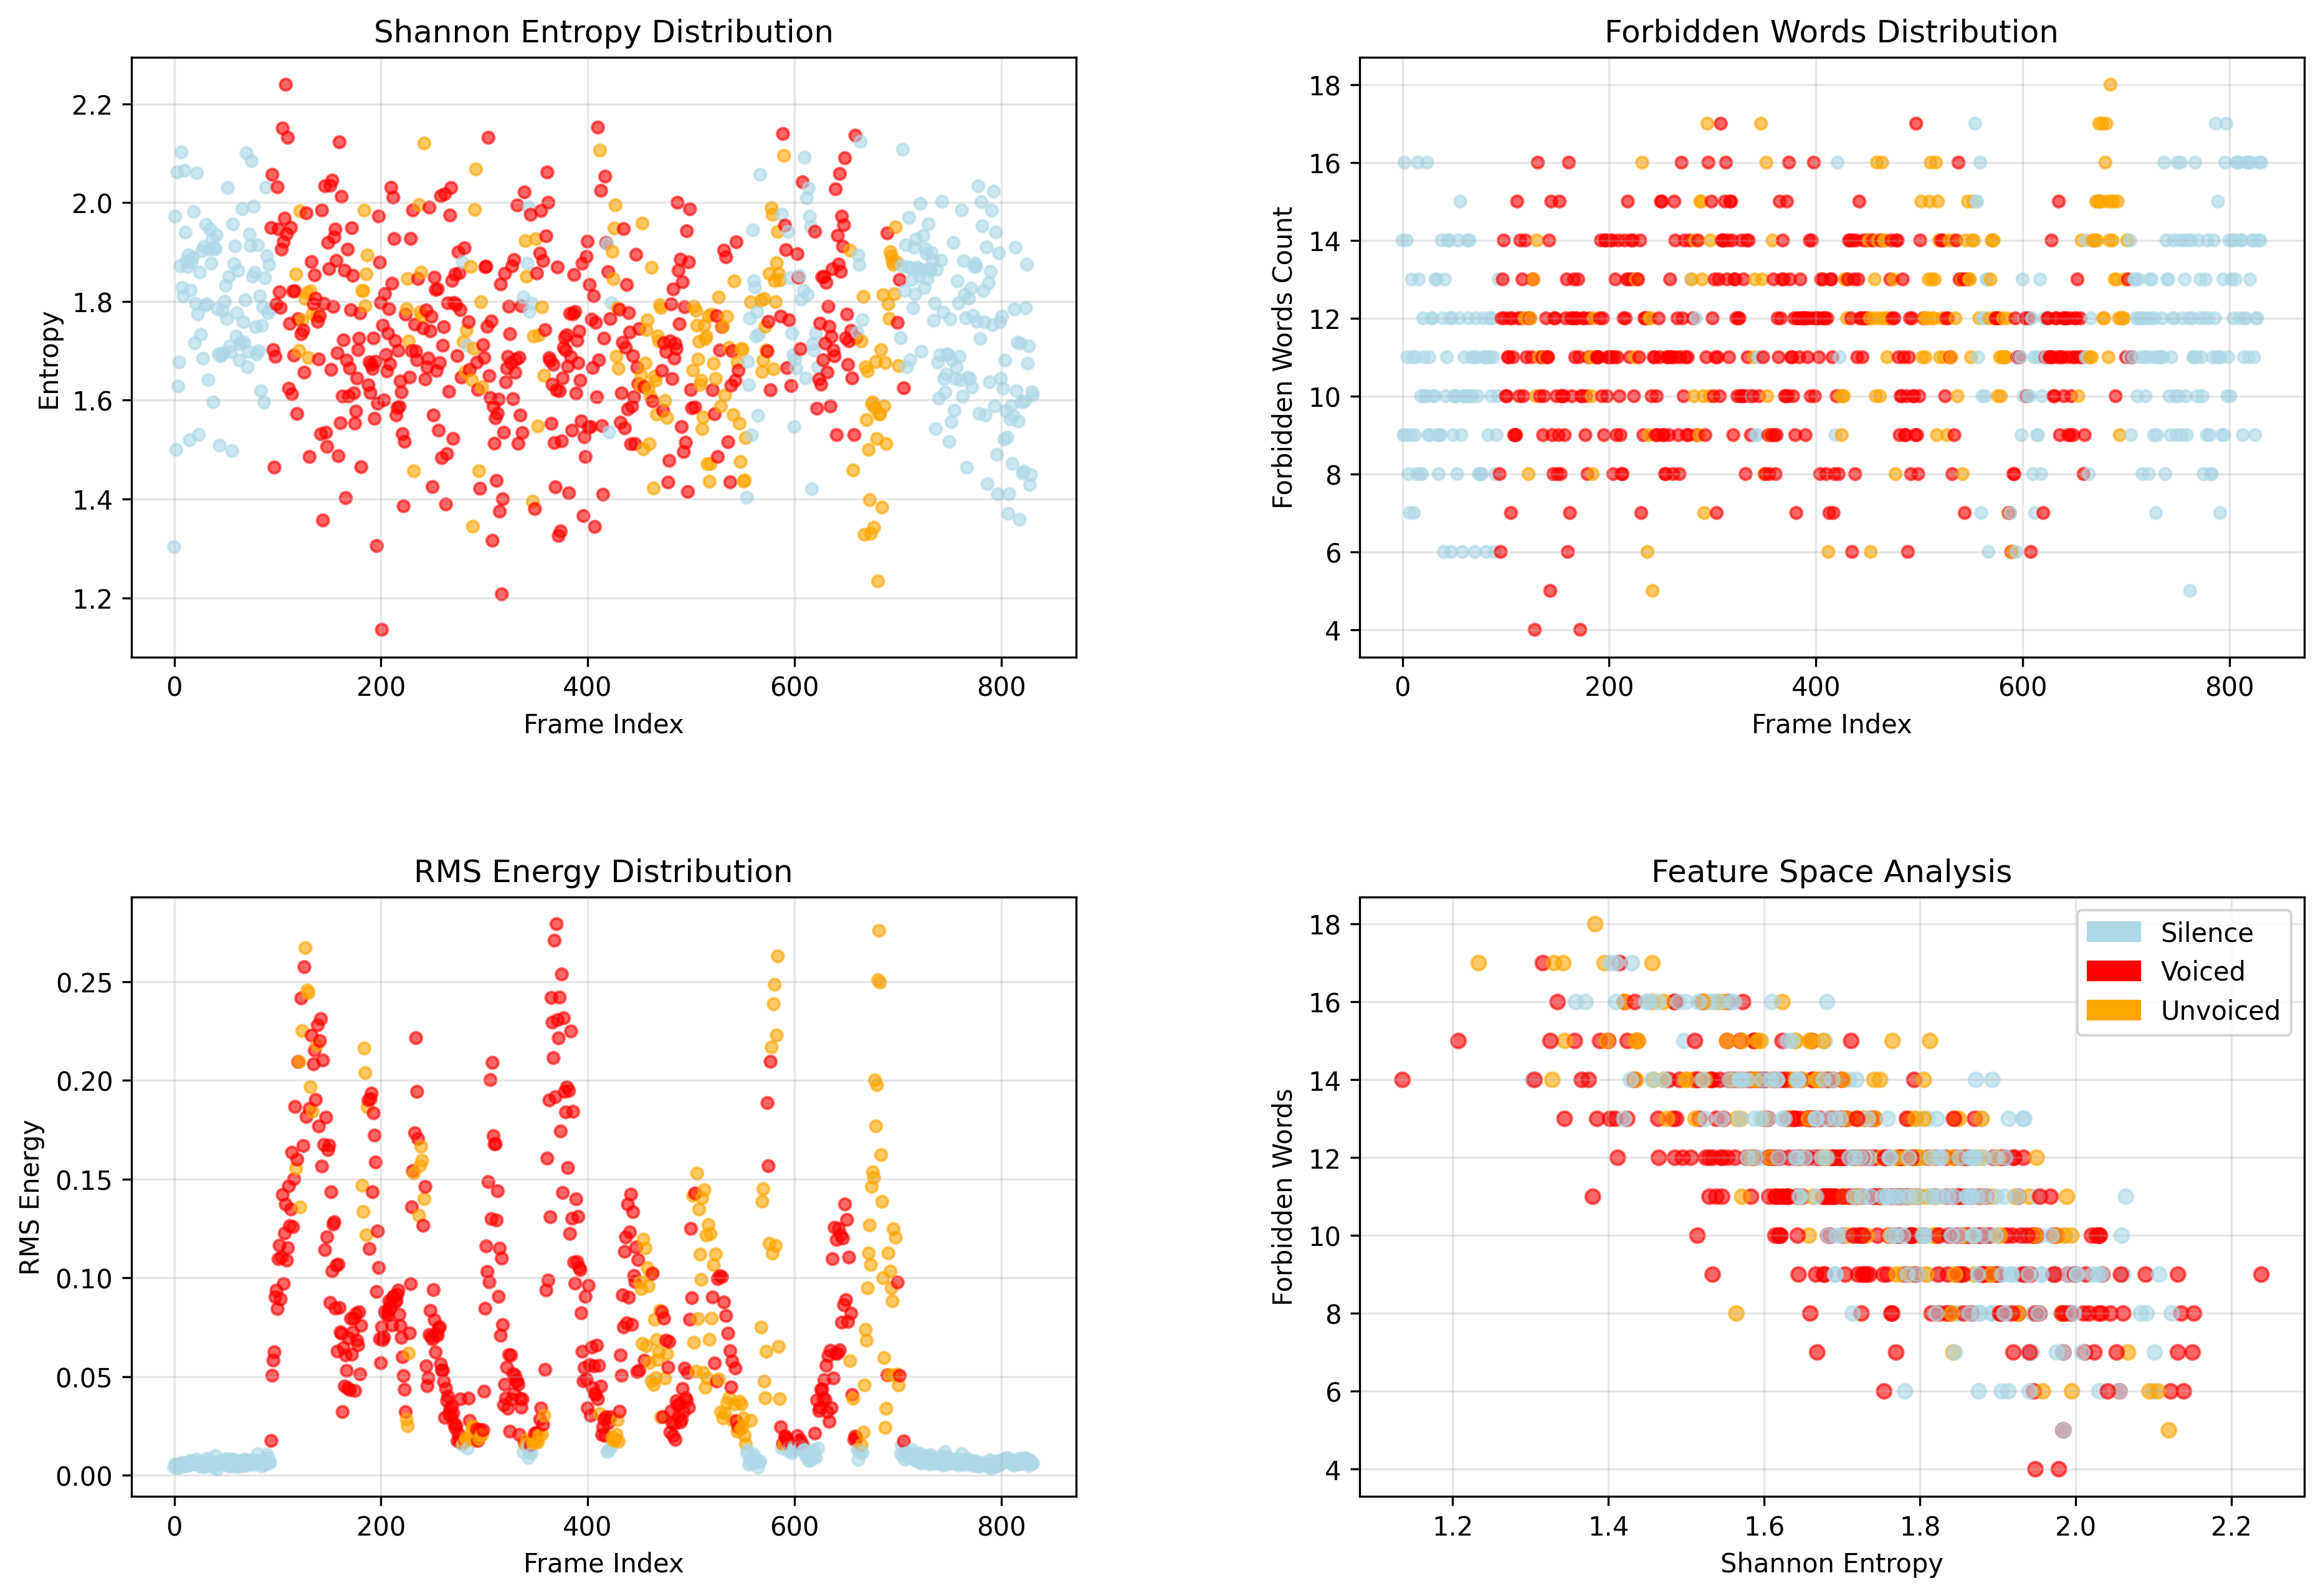 Shannon Entropy Distribution
2.2
2.0
1.8
1.6
1.4
1.2
Entropy
0 200 400 600 800
Frame Index
Forbidden Words Distribution
18
16
14
12
10
8
6
4
Forbidden Words Count
0 200 400 600 800
Frame Index
RMS Energy Distribution
0.25
0.20
0.15
0.10
0.05
0.00
RMS Energy
0 200 400 600 800
Frame Index
Feature Space Analysis
18
16
14
12
10
8
6
4
Forbidden Words
Silence
Voiced
Unvoiced
1.2 1.4 1.6 1.8 2.0 2.2
Shannon Entropy